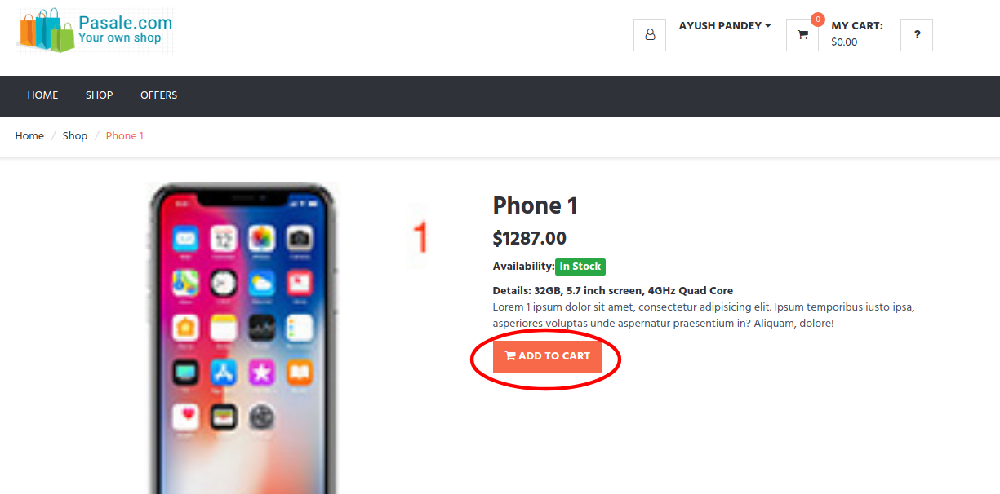 Pasale.com
Your own shop
AYUSH PANDEY
0
MY CART:
$0.00
?
HOME
SHOP
OFFERS
Home / Shop / Phone 1
12
1
Phone 1
$1287.00
Availability: In Stock
Details: 32GB, 5.7 inch screen, 4GHz Quad Core
Lorem 1 ipsum dolor sit amet, consectetur adipisicing elit. Ipsum temporibus iusto ipsa,
asperiores voluptas unde aspernatur praesentium in? Aliquam, dolore!
ADD TO CART